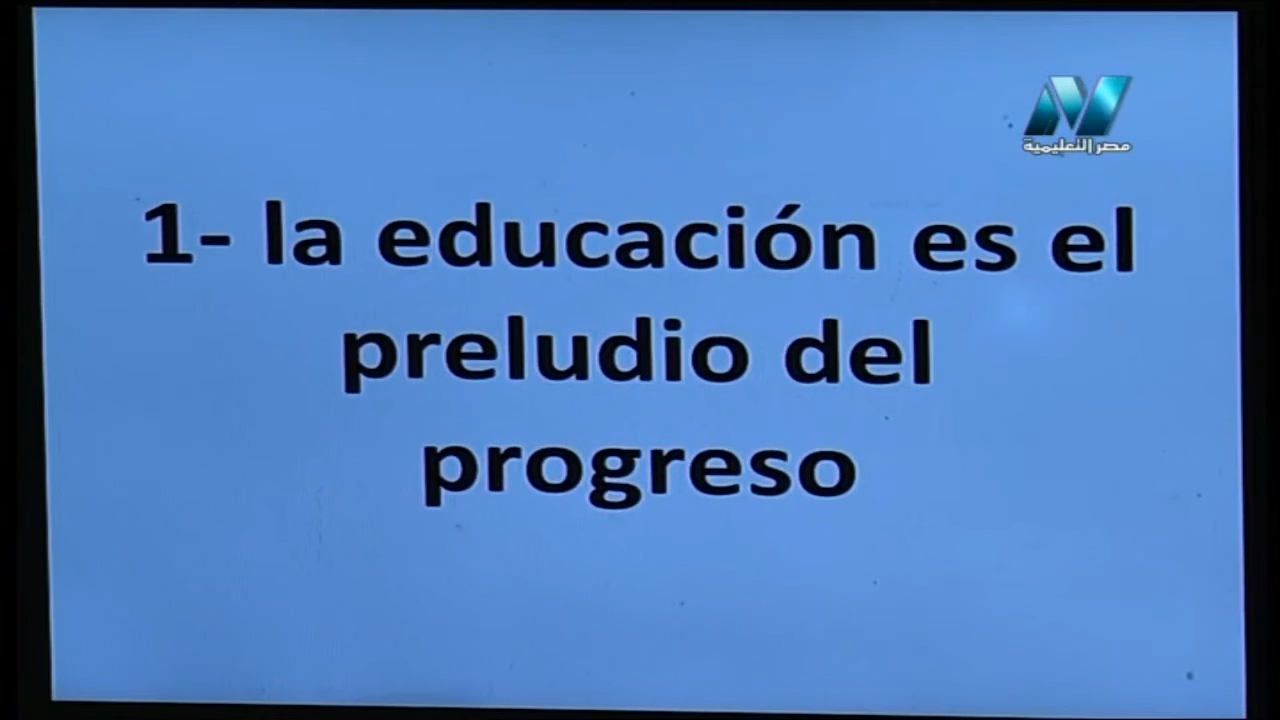 مصر التعليمية
1- la educación es el
preludio del
progreso